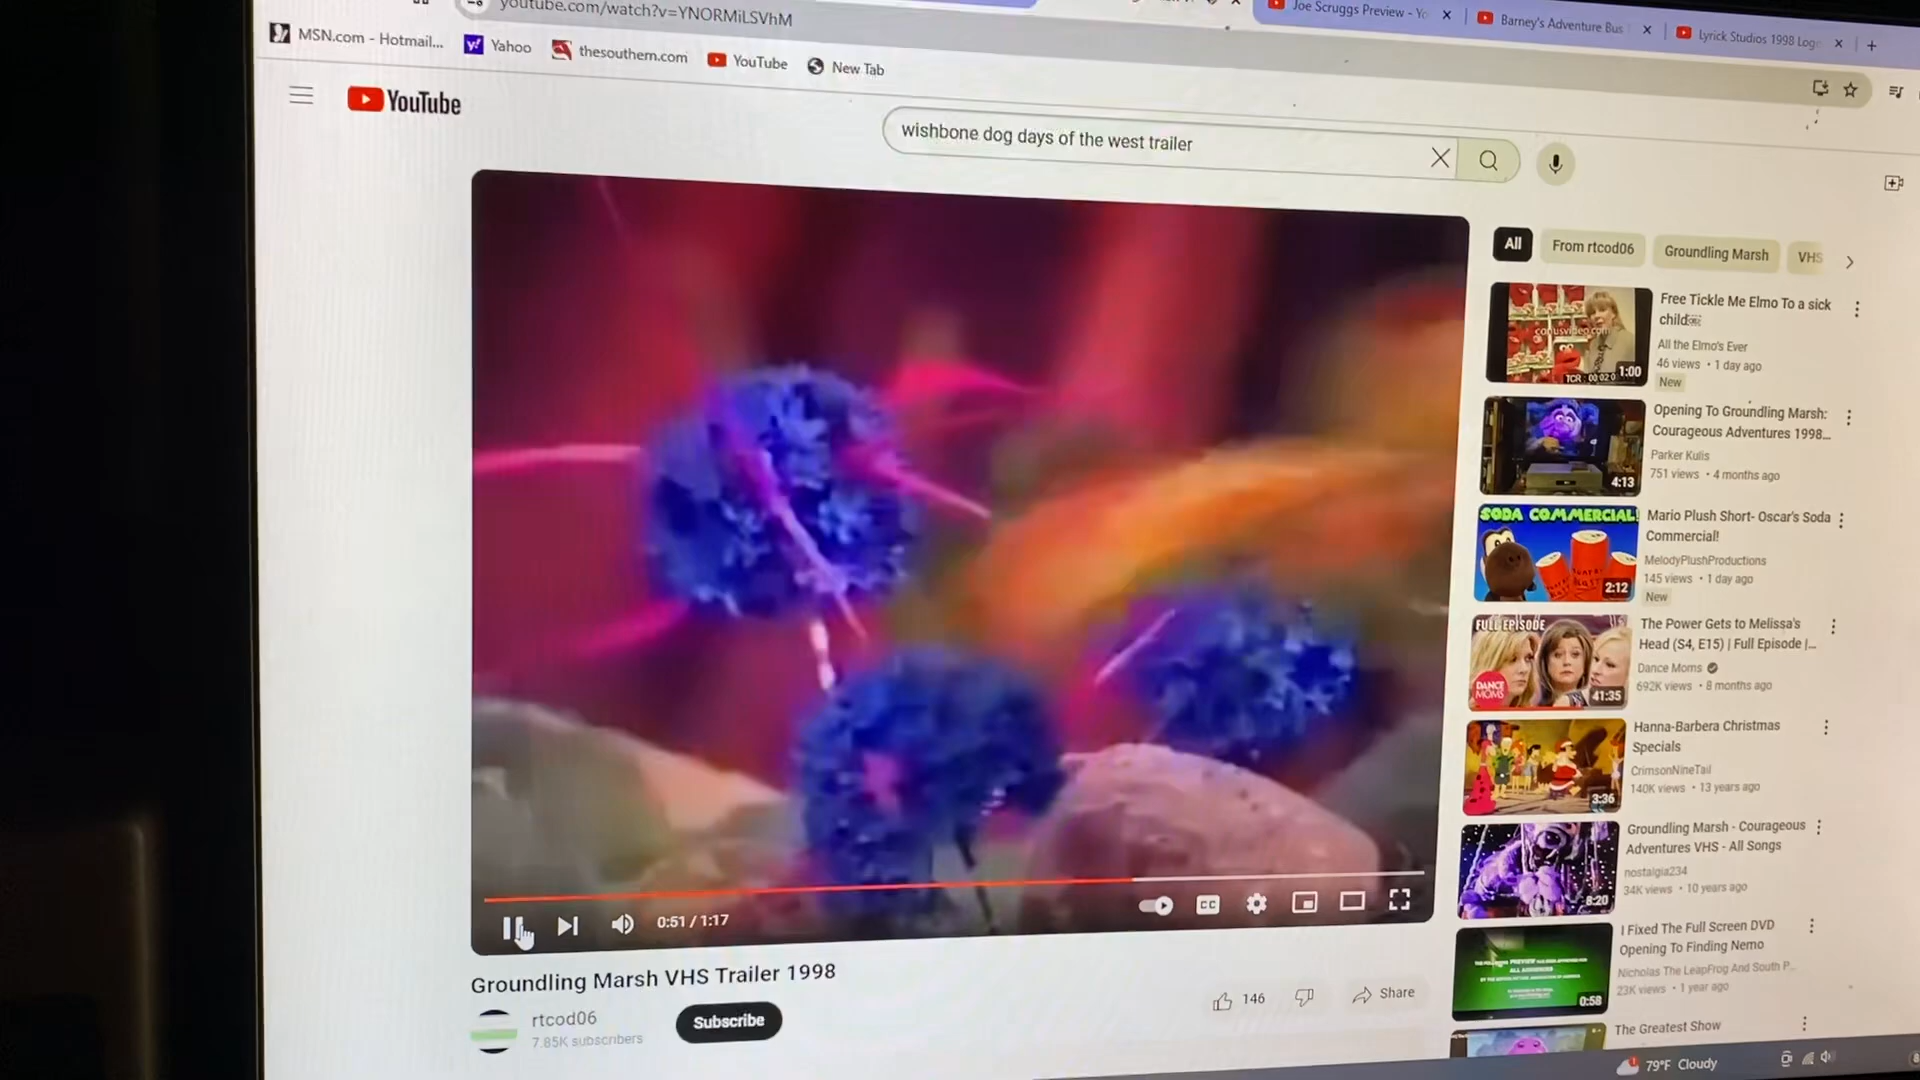 youtube.com/watch?v=YNORMiLSVhM
Joe Scruggs Preview - Yo
Barney's Adventure Bus
Lyrick Studios 1998 Logo
MSN.com - Hotmail...
Yahoo
thesouthern.com
YouTube
New Tab
YouTube
wishbone dog days of the west trailer
All
From rtcod06
Groundling Marsh
VHS
Free Tickle Me Elmo To a sick
child
All the Elmo's Ever
46 views • 1 day ago
New
1:00
Opening To Groundling Marsh:
Courageous Adventures 1998...
Parker Kulis
751 views • 4 months ago
4:13
SODA COMMERCIAL!
2:12
Mario Plush Short- Oscar's Soda
Commercial!
MelodyPlushProductions
145 views • 1 day ago
New
FULL EPISODE
DANCE
MOMS
41:35
The Power Gets to Melissa's
Head (S4, E15) | Full Episode |...
Dance Moms
692K views • 8 months ago
3:36
Hanna-Barbera Christmas
Specials
CrimsonNineTail
140K views • 13 years ago
8:20
Groundling Marsh - Courageous
Adventures VHS - All Songs
nostalgia234
34K views • 10 years ago
0:58
I Fixed The Full Screen DVD
Opening To Finding Nemo
Nicholas The LeapFrog And South P...
23K views • 1 year ago
The Greatest Show
0:51 / 1:17
CC
Groundling Marsh VHS Trailer 1998
rtcod06
7.85K subscribers
Subscribe
146
Share
79°F Cloudy